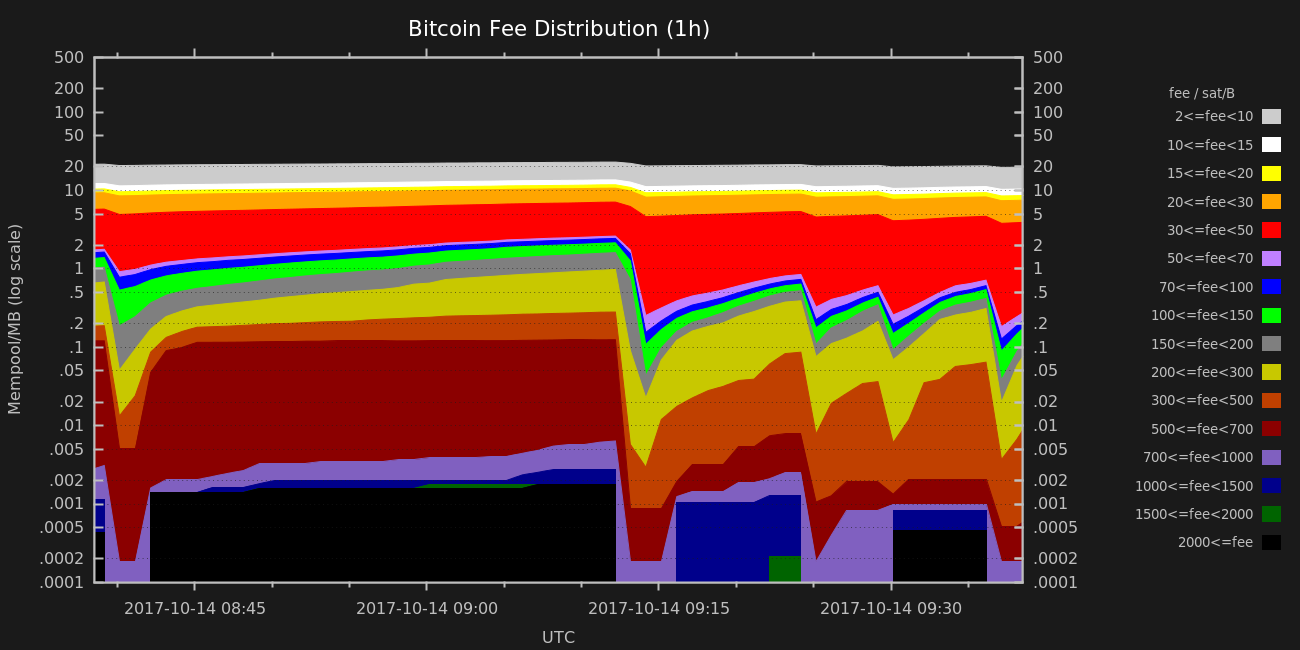 Bitcoin Fee Distribution (1h)
500
200
100
50
20
10
5
2
1
.5
.2
.1
.05
.02
.01
.005
.002
.001
.0005
.0002
.0001
Mempool/MB (log scale)
500
200
100
50
20
10
5
2
1
.5
.2
.1
.05
.02
.01
.005
.002
.001
.0005
.0002
.0001
2017-10-14 08:45
2017-10-14 09:00
2017-10-14 09:15
2017-10-14 09:30
UTC
fee / sat/B
2<=fee<10
10<=fee<15
15<=fee<20
20<=fee<30
30<=fee<50
50<=fee<70
70<=fee<100
100<=fee<150
150<=fee<200
200<=fee<300
300<=fee<500
500<=fee<700
700<=fee<1000
1000<=fee<1500
1500<=fee<2000
2000<=fee